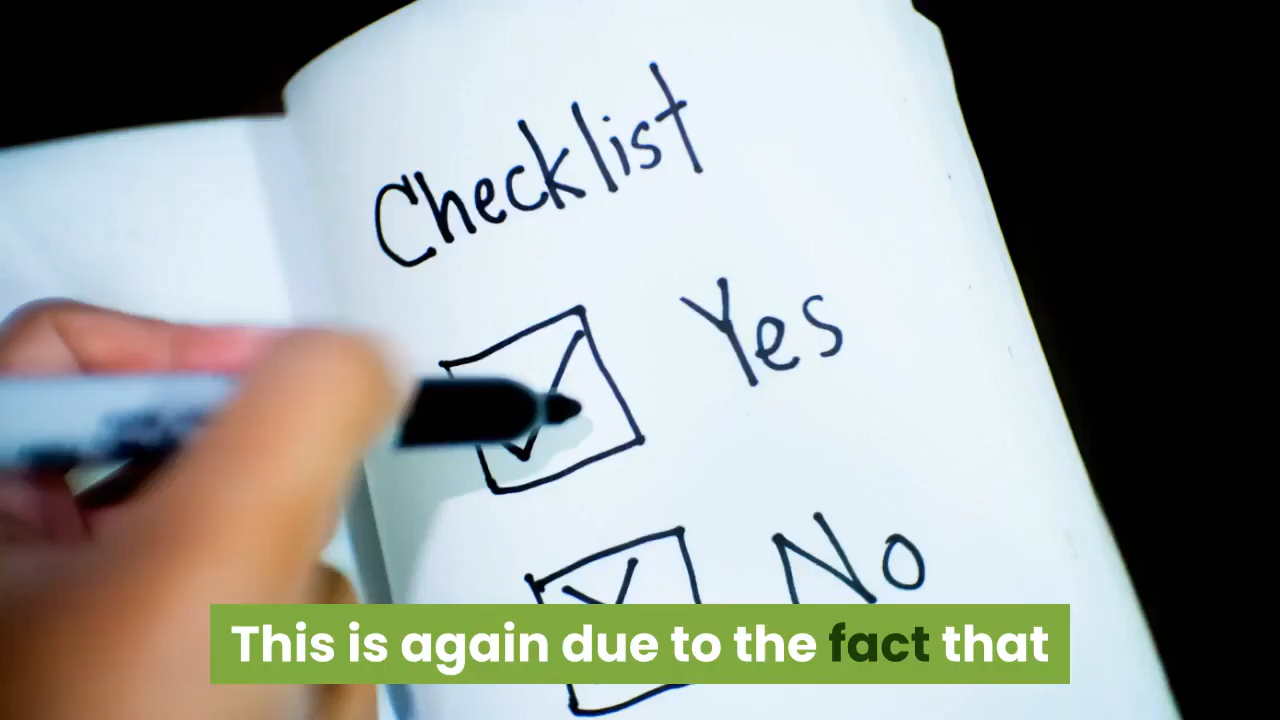 Checklist
Yes
No
This is again due to the fact that